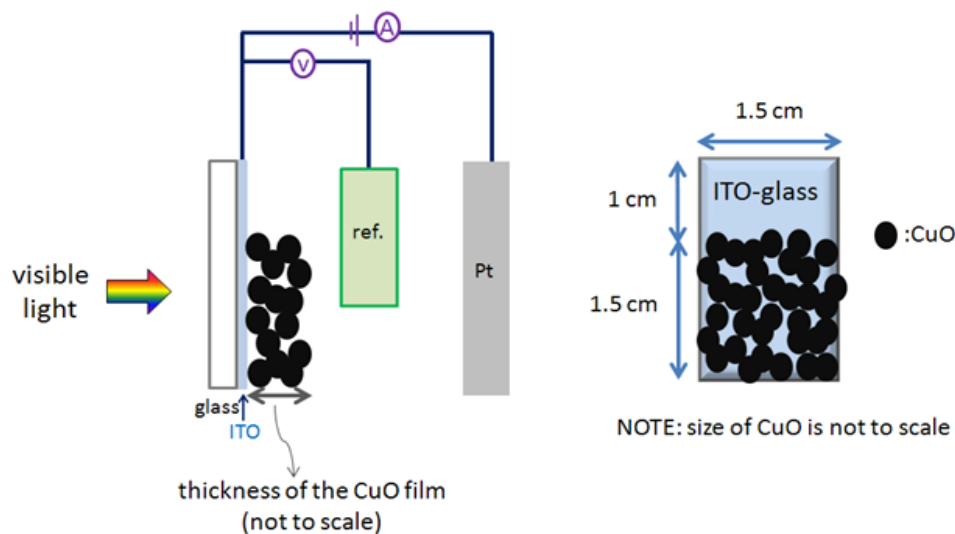 A
V
ref.
Pt
visible
light
glass
ITO
thickness of the CuO film
(not to scale)
1.5 cm
1 cm
ITO-glass
:CuO
1.5 cm
NOTE: size of CuO is not to scale